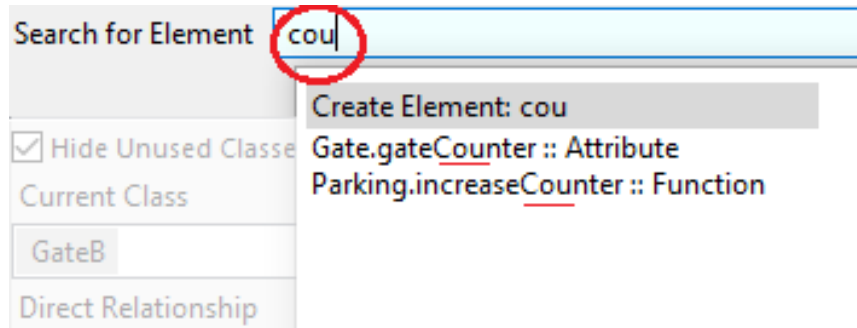 Search for Element cou
Create Element: cou
Hide Unused Classe Gate.gateCounter :: Attribute
Current Class Parking.increaseCounter :: Function
GateB
Direct Relationship